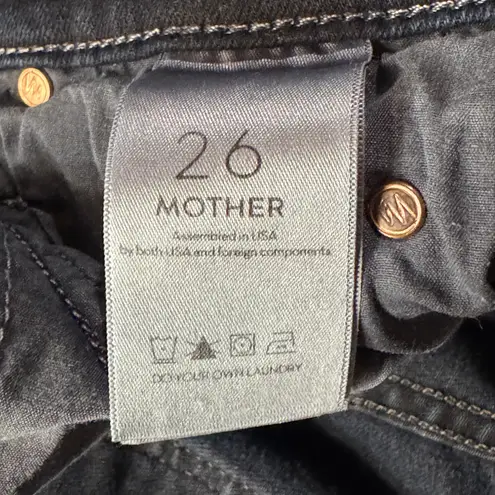 26
MOTHER
Assembled in USA
by both USA and foreign components
DO YOUR OWN LAUNDRY